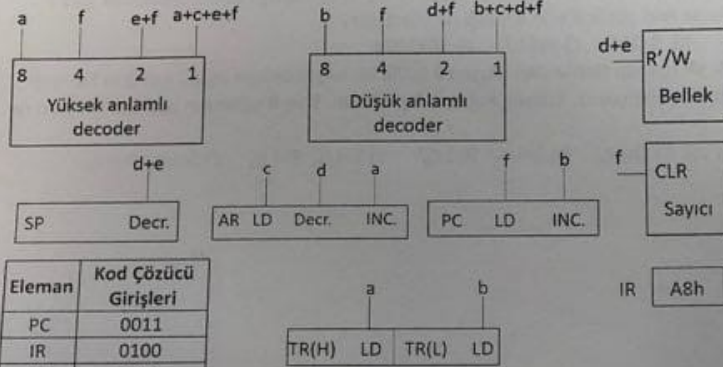 a f e+f a+c+e+f b f d+f b+c+d+f
8 4 2 1 8 4 2 1
Yüksek anlamlı decoder
Düşük anlamlı decoder
d+e R'/W
Bellek
d+e c d a f b
SP Decr. AR LD Decr. INC. PC LD INC.
f CLR
Sayıcı
Eleman Kod Çözücü Girişleri
PC 0011
IR 0100
a b
TR(H) LD TR(L) LD
IR A8h